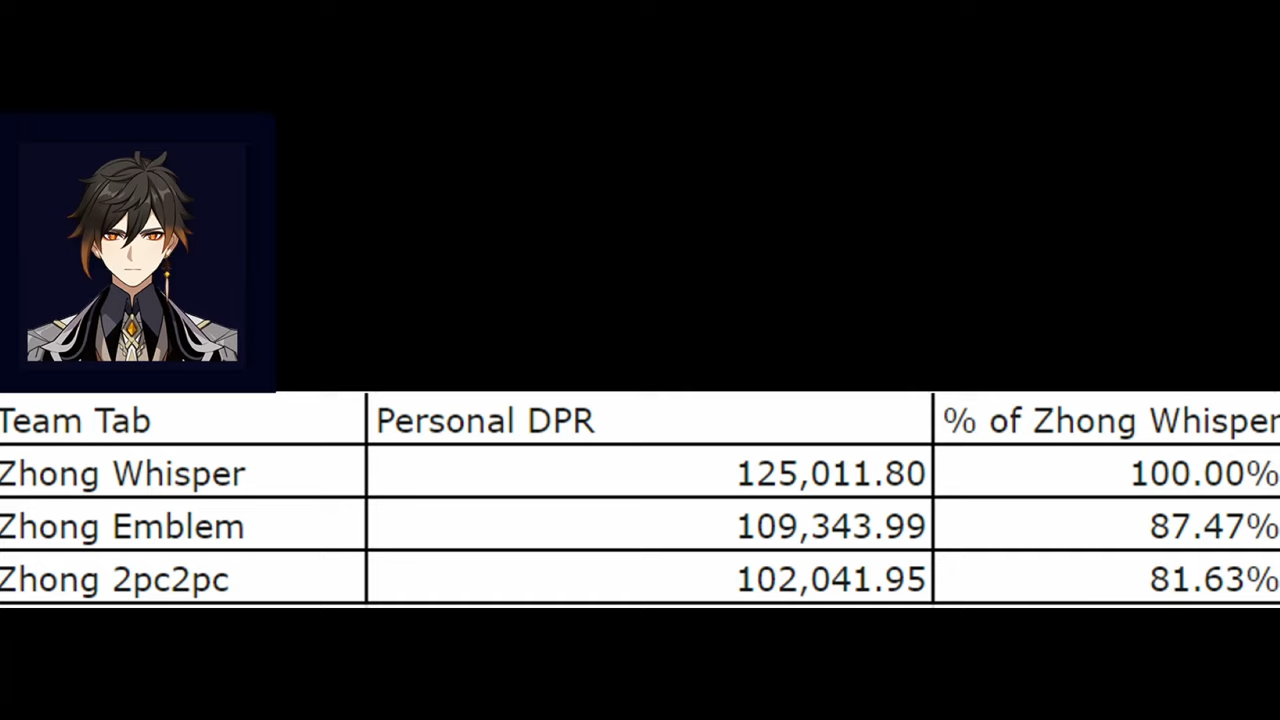 Team Tab Personal DPR % of Zhong Whisper
Zhong Whisper 125,011.80 100.00%
Zhong Emblem 109,343.99 87.47%
Zhong 2pc2pc 102,041.95 81.63%